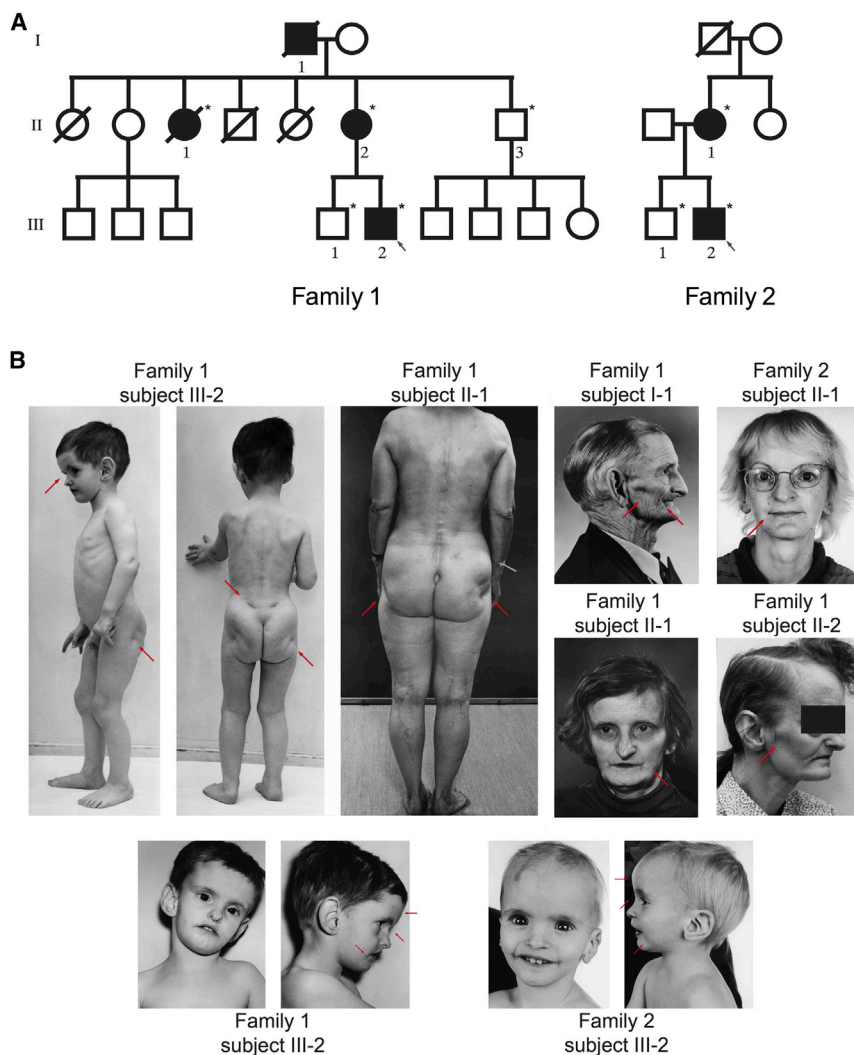 A
I
1
II
*
*
*
*
1
2
3
1
III
*
*
*
*
1
2
1
2
Family 1
Family 2
B
Family 1
subject III-2
Family 1
subject II-1
Family 1
subject I-1
Family 2
subject II-1
Family 1
subject II-1
Family 1
subject II-2
Family 1
subject III-2
Family 2
subject III-2